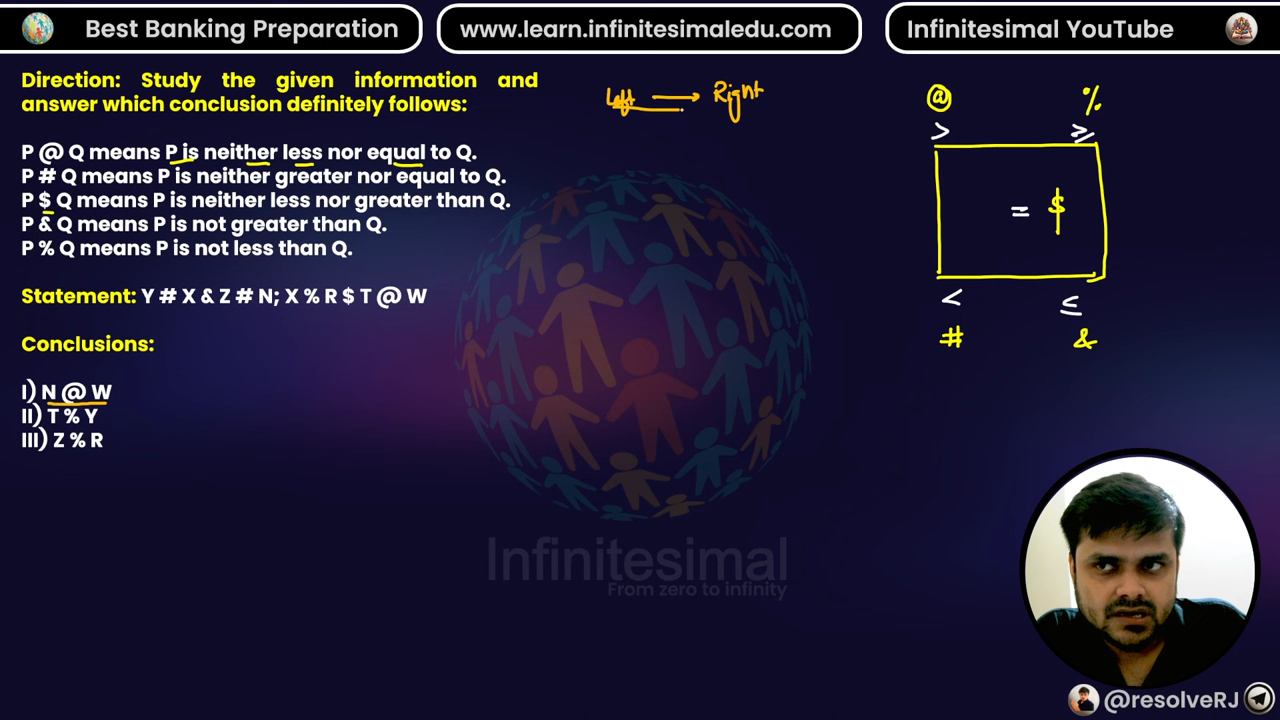 Best Banking Preparation
www.learn.infinitesimaledu.com
Infinitesimal YouTube
Direction: Study the given information and
answer which conclusion definitely follows:
P @ Q means P is neither less nor equal to Q.
P # Q means P is neither greater nor equal to Q.
P $ Q means P is neither less nor greater than Q.
P & Q means P is not greater than Q.
P % Q means P is not less than Q.
Statement: Y # X & Z # N; X % R $ T @ W
Conclusions:
I) N @ W
II) T % Y
III) Z % R
Left → Right
@ %
> ≥
= $
< ≤
# &
Infinitesimal
From zero to infinity
@resolveRJ